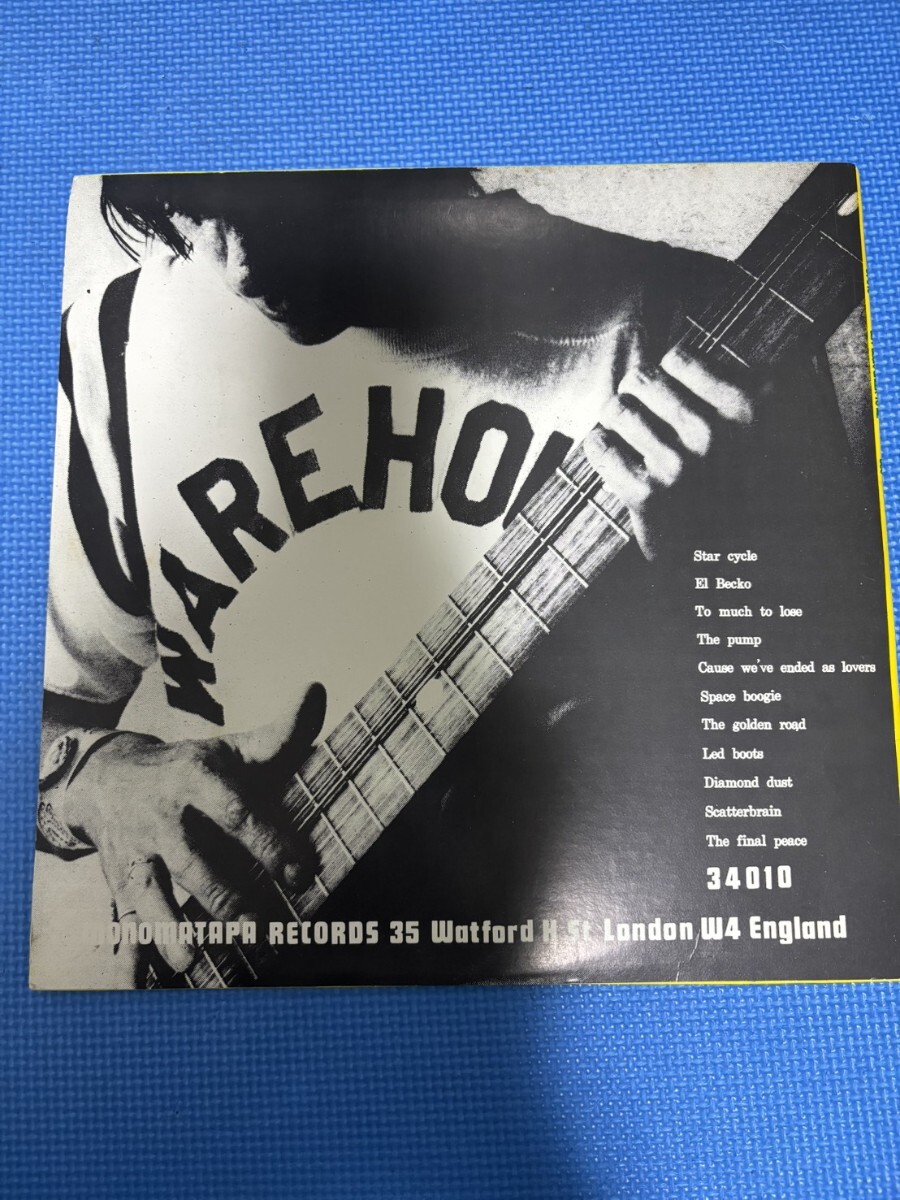 WAREHOU
Star cycle
El Becko
To much to lose
The pump
Cause we've ended as lovers
Space boogie
The golden road
Led boots
Diamond dust
Scatterbrain
The final peace
34010
RECORDS 35 Watford H St London W4 England